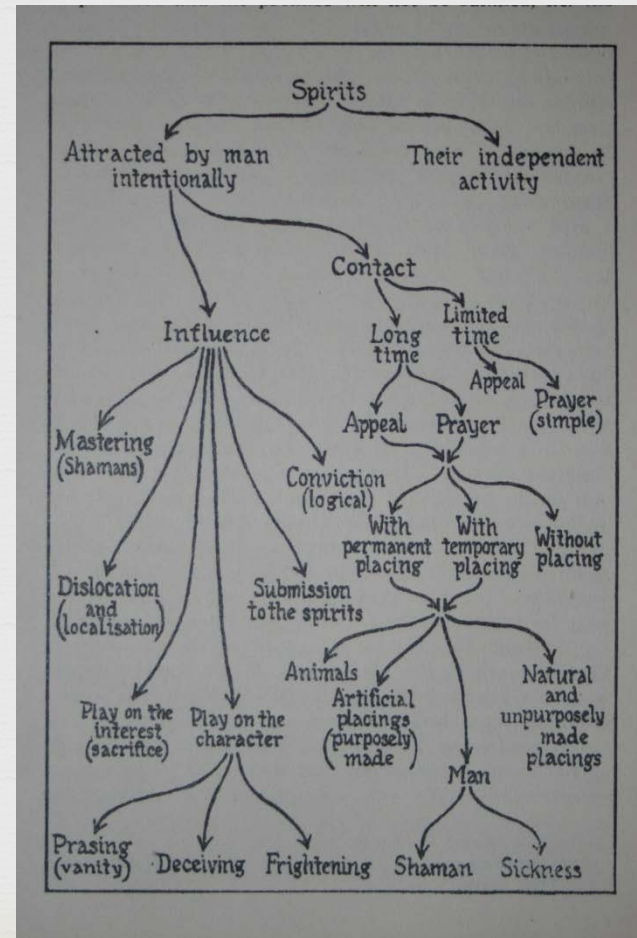 Spirits
Attracted by man
intentionally
Their independent
activity
Contact
Influence
Long
time
Limited
time
Appeal
Prayer
(simple)
Appeal
Prayer
Mastering
(Shamans)
Conviction
(logical)
With
permanent
placing
With
temporary
placing
Without
placing
Dislocation
and
(localisation)
Submission
to the spirits
Animals
Artificial
placings
(purposely
made)
Natural
and
unpurposely
made
placings
Play on the
interest
(sacrifice)
Play on the
character
Man
Prasing
(vanity)
Deceiving
Frightening
Shaman
Sickness